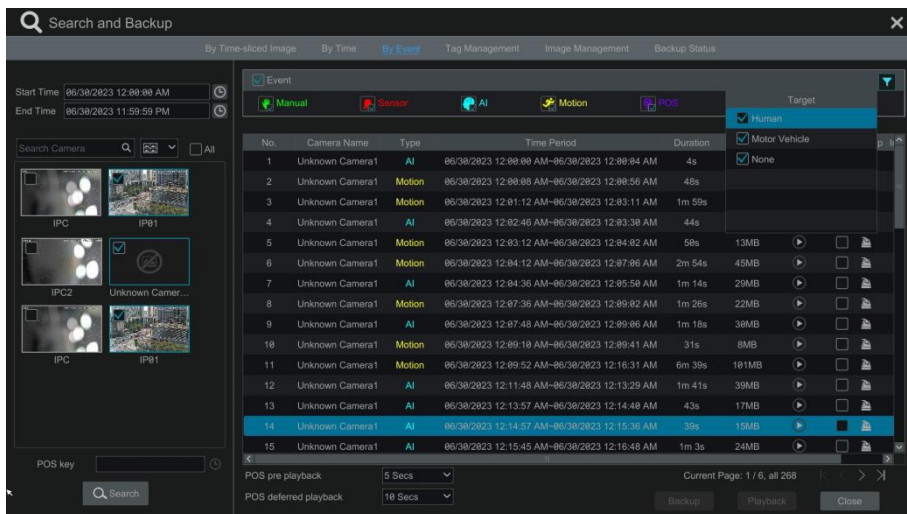 Search and Backup
By Time-sliced Image By Time By Event Tag Management Image Management Backup Status
Start Time 06/30/2023 12:00:00 AM
End Time 06/30/2023 11:59:59 PM
Search Camera All
IPC IP01
IPC2 Unknown Camer...
IPC IP01
POS key
Search
Event
Manual Sensor AI Motion POS
Target
Human
Motor Vehicle
None
No. Camera Name Type Time Period Duration
1 Unknown Camera1 AI 06/30/2023 12:00:00 AM~06/30/2023 12:00:04 AM 4s
2 Unknown Camera1 Motion 06/30/2023 12:00:08 AM~06/30/2023 12:00:56 AM 48s
3 Unknown Camera1 Motion 06/30/2023 12:01:12 AM~06/30/2023 12:03:11 AM 1m 59s
4 Unknown Camera1 AI 06/30/2023 12:02:46 AM~06/30/2023 12:03:30 AM 44s
5 Unknown Camera1 Motion 06/30/2023 12:03:12 AM~06/30/2023 12:04:02 AM 50s 13MB
6 Unknown Camera1 Motion 06/30/2023 12:04:12 AM~06/30/2023 12:07:06 AM 2m 54s 45MB
7 Unknown Camera1 AI 06/30/2023 12:04:36 AM~06/30/2023 12:05:50 AM 1m 14s 29MB
8 Unknown Camera1 Motion 06/30/2023 12:07:36 AM~06/30/2023 12:09:02 AM 1m 26s 22MB
9 Unknown Camera1 AI 06/30/2023 12:07:48 AM~06/30/2023 12:09:06 AM 1m 18s 30MB
10 Unknown Camera1 Motion 06/30/2023 12:09:10 AM~06/30/2023 12:09:41 AM 31s 8MB
11 Unknown Camera1 Motion 06/30/2023 12:09:52 AM~06/30/2023 12:16:31 AM 6m 39s 101MB
12 Unknown Camera1 AI 06/30/2023 12:11:48 AM~06/30/2023 12:13:29 AM 1m 41s 39MB
13 Unknown Camera1 AI 06/30/2023 12:13:57 AM~06/30/2023 12:14:40 AM 43s 17MB
14 Unknown Camera1 AI 06/30/2023 12:14:57 AM~06/30/2023 12:15:36 AM 39s 15MB
15 Unknown Camera1 AI 06/30/2023 12:15:45 AM~06/30/2023 12:16:48 AM 1m 3s 24MB
POS pre playback 5 Secs Current Page: 1 / 6, all 268
POS deferred playback 10 Secs Backup Playback Close